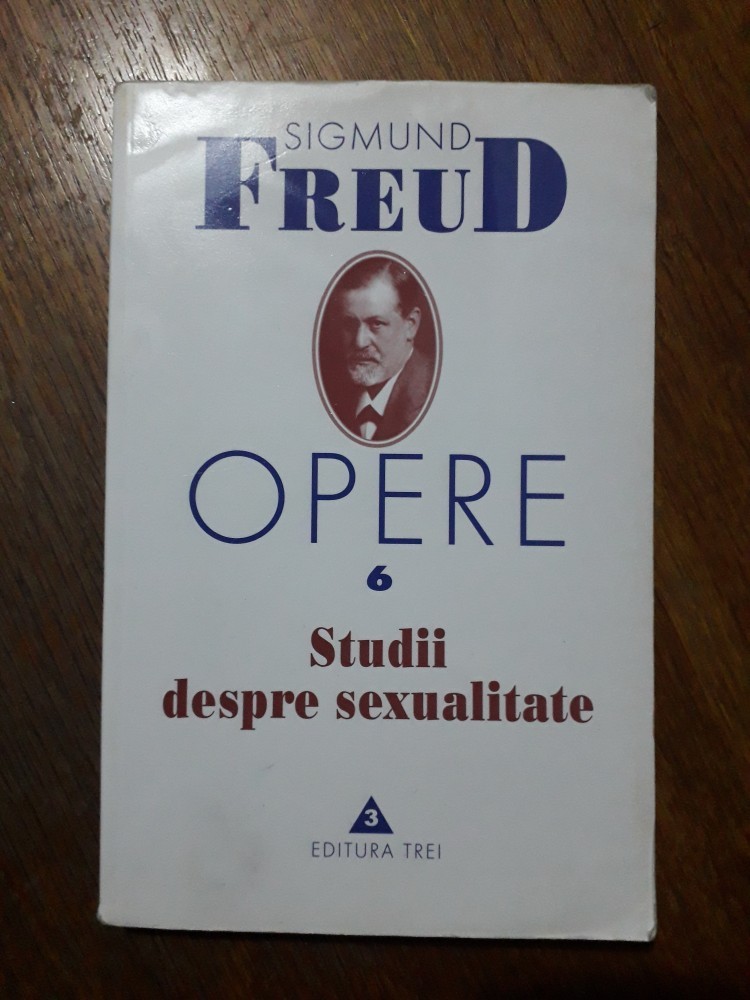 SIGMUND
FREUD
OPERE
6
Studii
despre sexualitate
3
EDITURA TREI